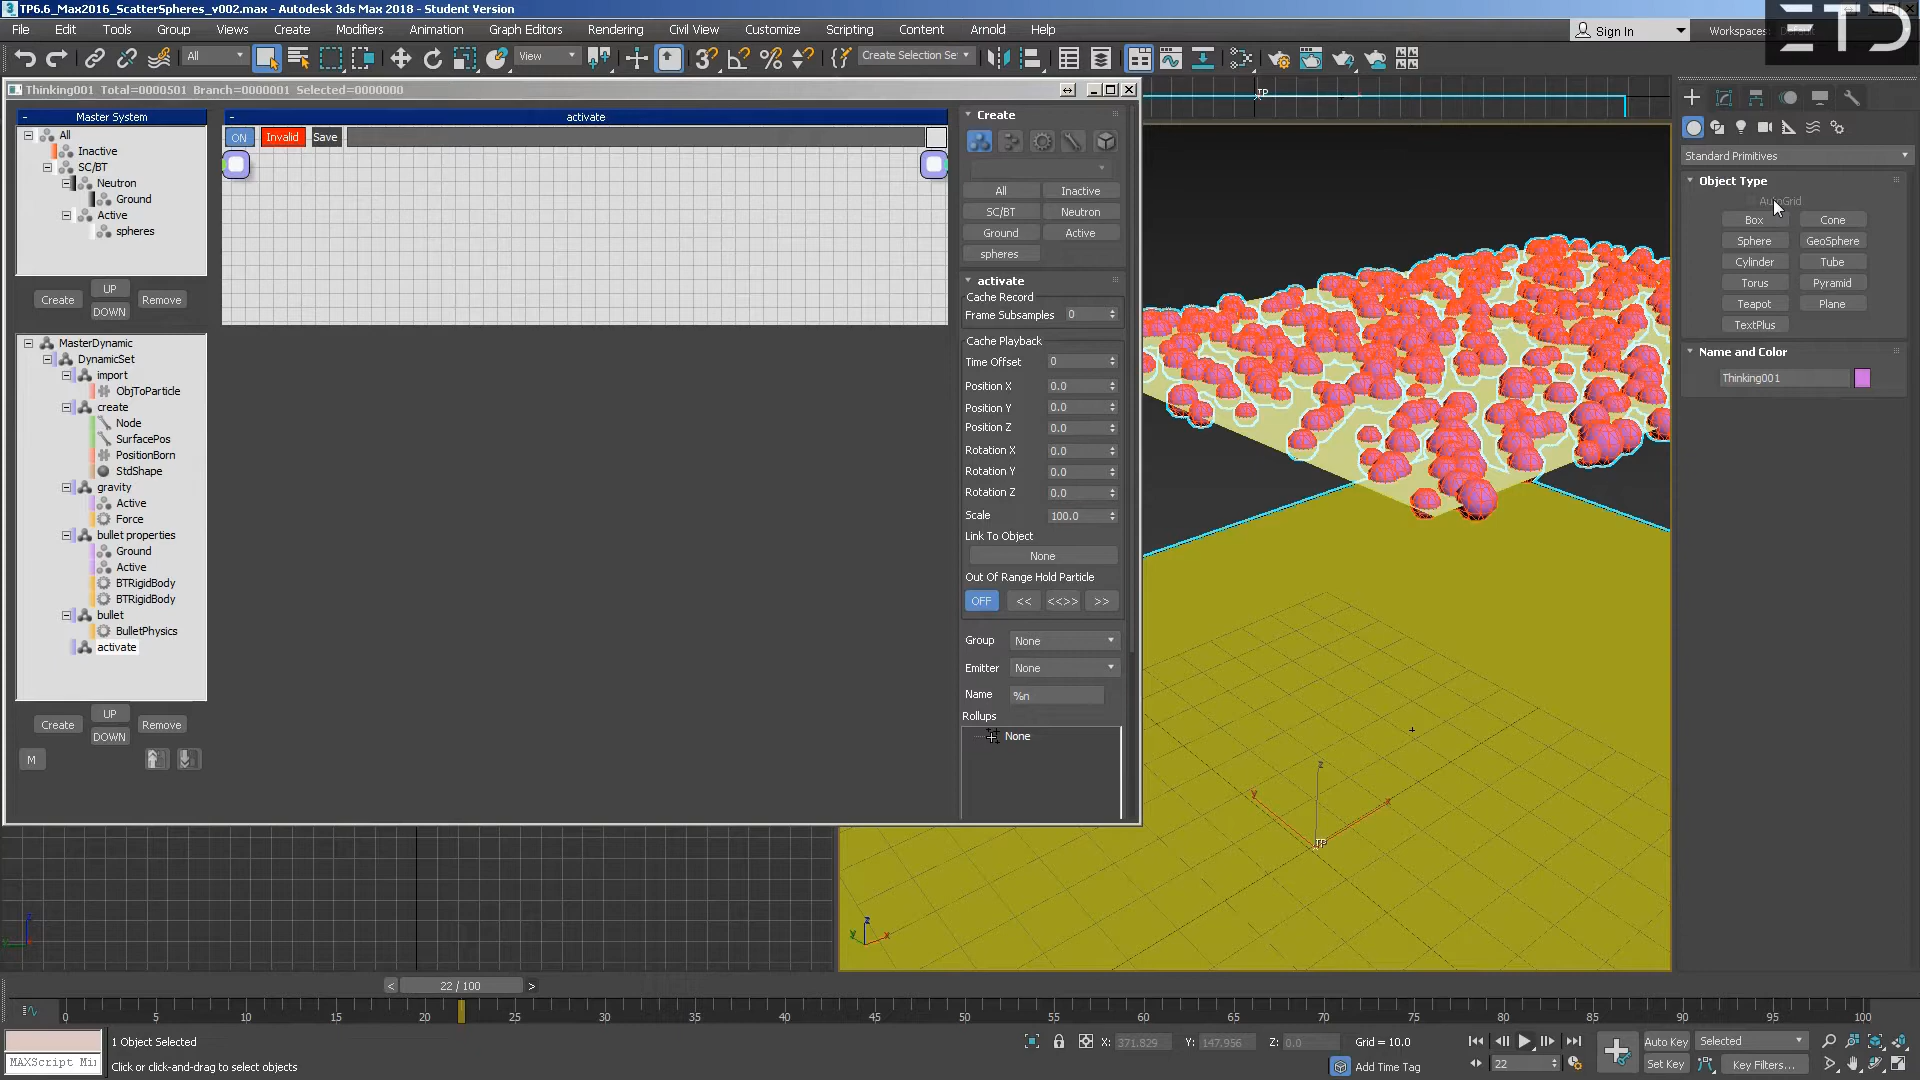 TP6.6_Max2016_ScatterSpheres_v002.max - Autodesk 3ds Max 2018 - Student Version
ETD
File Edit Tools Group Views Create Modifiers Animation Graph Editors Rendering Civil View Customize Scripting Content Arnold Help
Sign In
Workspaces:
All
View
Create Selection Se
Thinking001 Total=0000501 Branch=0000001 Selected=0000000
Master System
All
Inactive
SC/BT
Neutron
Ground
Active
spheres
Create
UP
DOWN
Remove
MasterDynamic
DynamicSet
import
ObjToParticle
create
Node
SurfacePos
PositionBorn
StdShape
gravity
Active
Force
bullet properties
Ground
Active
BTRigidBody
BTRigidBody
bullet
BulletPhysics
activate
Create
UP
DOWN
Remove
M
activate
ON Invalid Save
Create
All Inactive
SC/BT Neutron
Ground Active
spheres
activate
Cache Record
Frame Subsamples 0
Cache Playback
Time Offset 0
Position X 0.0
Position Y 0.0
Position Z 0.0
Rotation X 0.0
Rotation Y 0.0
Rotation Z 0.0
Scale 100.0
Link To Object
None
Out Of Range Hold Particle
OFF << <<>> >>
Group None
Emitter None
Name %n
Rollups
None
TP
z
y
x
TP
z
y
x
Standard Primitives
Object Type
AutoGrid
Box Cone
Sphere GeoSphere
Cylinder Tube
Torus Pyramid
Teapot Plane
TextPlus
Name and Color
Thinking001
< 22 / 100 >
0 5 10 15 20 25 30 35 40 45 50 55 60 65 70 75 80 85 90 95 100
1 Object Selected
X: 371.829 Y: 147.956 Z: 0.0 Grid = 10.0
Auto Key Selected
MAXScript Mi
Click or click-and-drag to select objects
Add Time Tag
22
Set Key Key Filters...